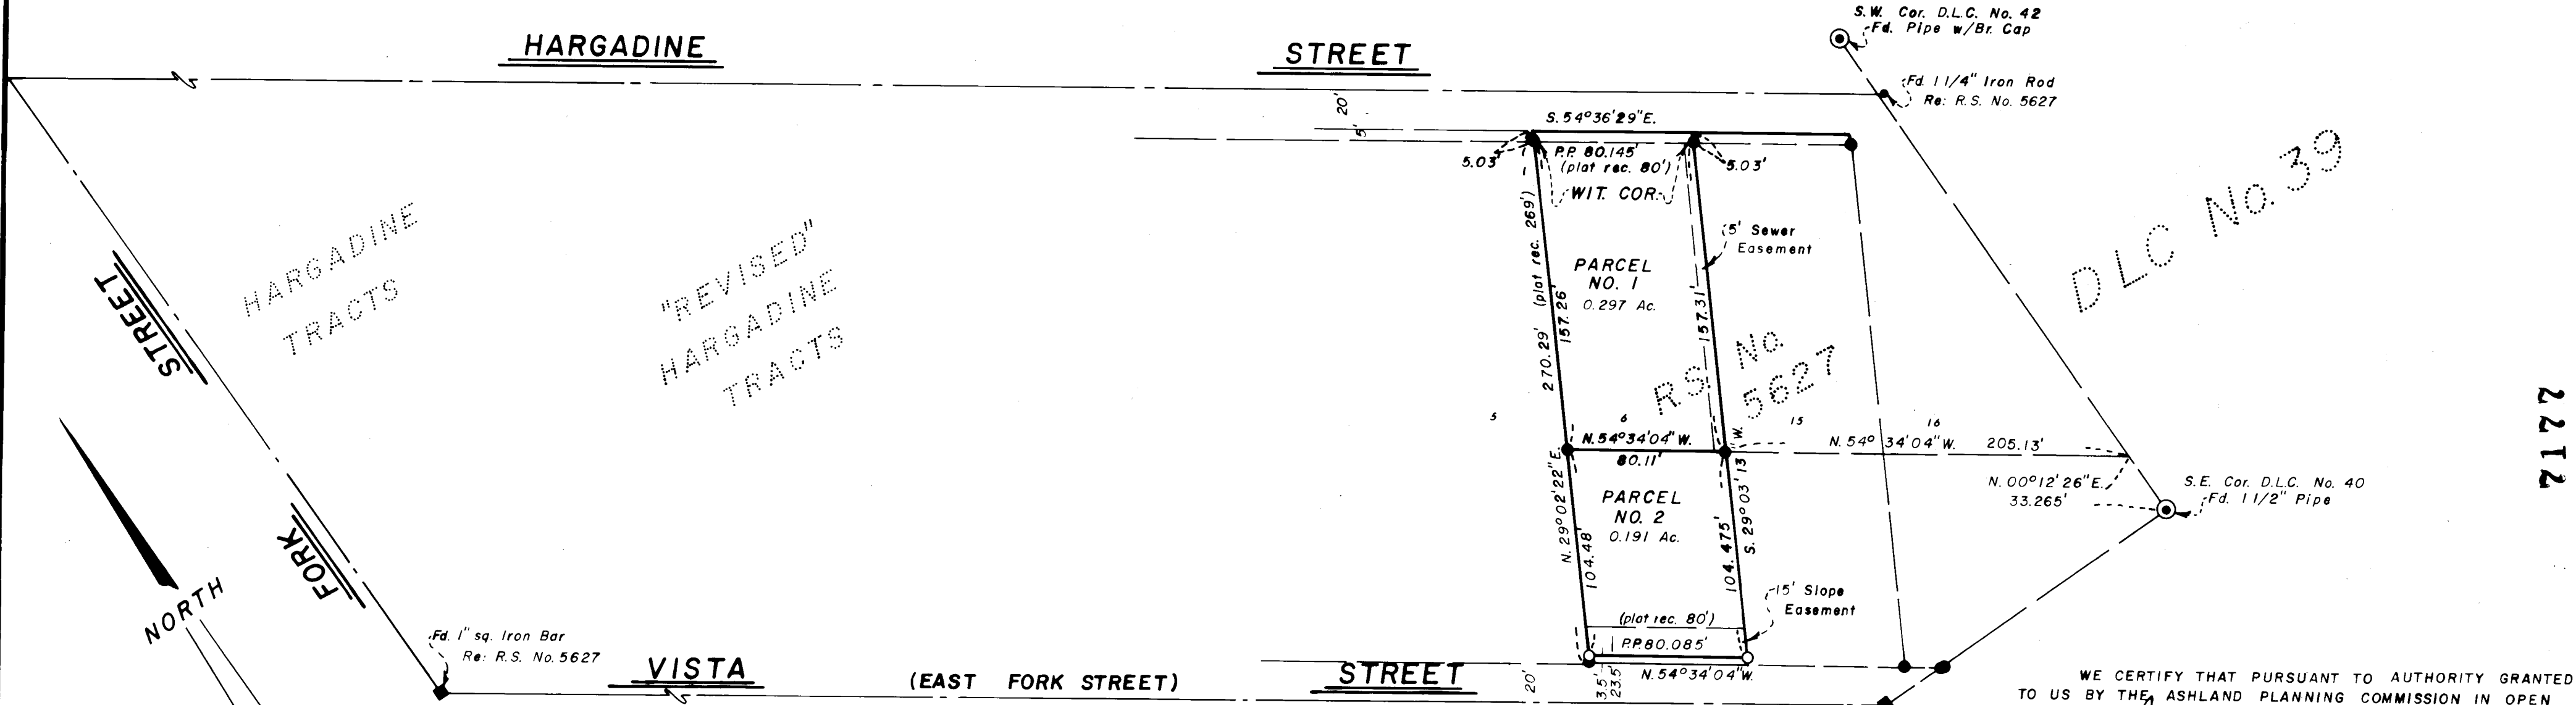 HARGADINE STREET
S.W. Cor. D.L.C. No. 42
Fd. Pipe w/Br. Cap
Fd. 1 1/4" Iron Rod
Re: R.S. No. 5627
20'
5'
S. 54°36'29"E.
5.03'
P.P. 80.145'
(plat rec. 80')
5.03'
WIT. COR.
DLC No. 39
HARGADINE
TRACTS
"REVISED"
HARGADINE
TRACTS
STREET
FORK
NORTH
270.29' (plat rec. 269')
157.26'
PARCEL
NO. 1
0.297 Ac.
157.31'
15' Sewer
Easement
R.S. No.
5627
5
6
15
16
N. 54°34'04"W.
80.11'
N. 54° 34'04"W. 205.13'
N. 00°12'26"E.
33.265'
S.E. Cor. D.L.C. No. 40
Fd. 1 1/2" Pipe
N. 29°02'22"E.
104.48'
PARCEL
NO. 2
0.191 Ac.
104.475'
S. 29°03'13"W.
15' Slope
Easement
(plat rec. 80')
P.P. 80.085'
N. 54°34'04"W.
20'
3.5'
23.5'
Fd. 1" sq. Iron Bar
Re: R.S. No. 5627
VISTA (EAST FORK STREET) STREET
7712
WE CERTIFY THAT PURSUANT TO AUTHORITY GRANTED
TO US BY THE ASHLAND PLANNING COMMISSION IN OPEN